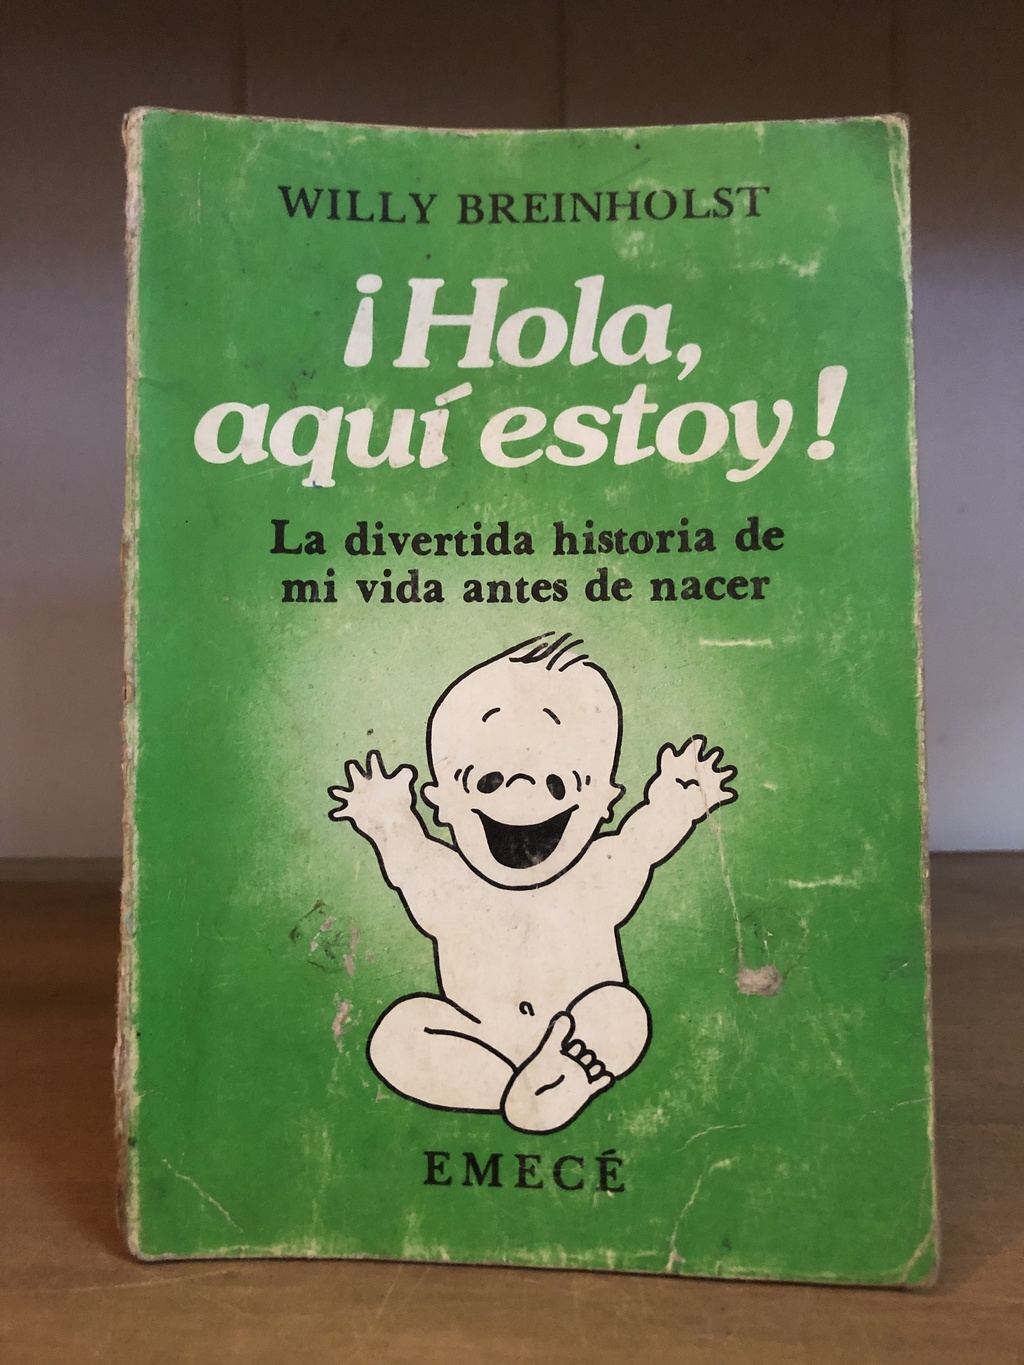 WILLY BREINHOLST
¡Hola,
aquí estoy!
La divertida historia de
mi vida antes de nacer
EMECÉ